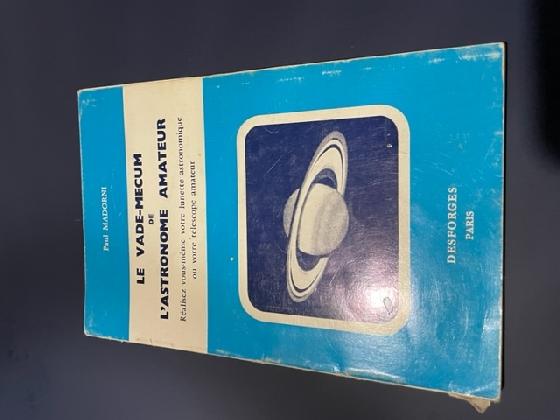 Paul MADORNI
LE VADE-MECUM
DE
L'ASTRONOME AMATEUR
Réalisez vous-même votre lunette astronomique
ou votre télescope amateur
DESFORGES
PARIS